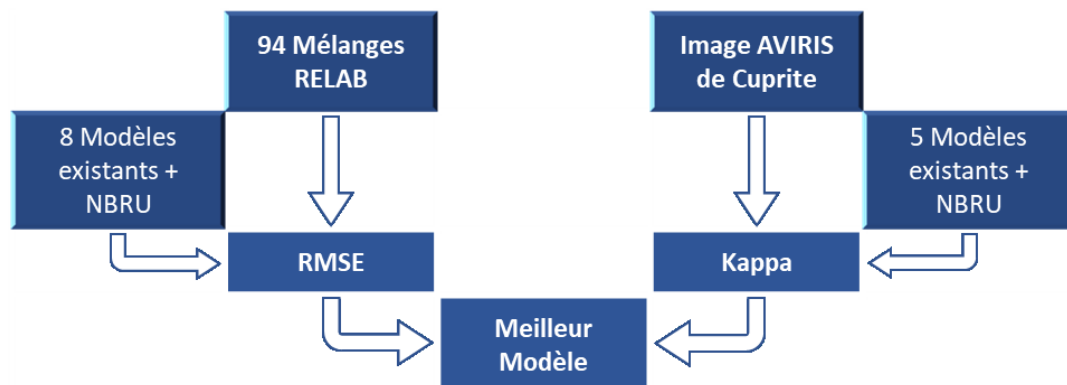 94 Mélanges
RELAB
Image AVIRIS
de Cuprite
8 Modèles
existants +
NBRU
5 Modèles
existants +
NBRU
RMSE
Kappa
Meilleur
Modèle